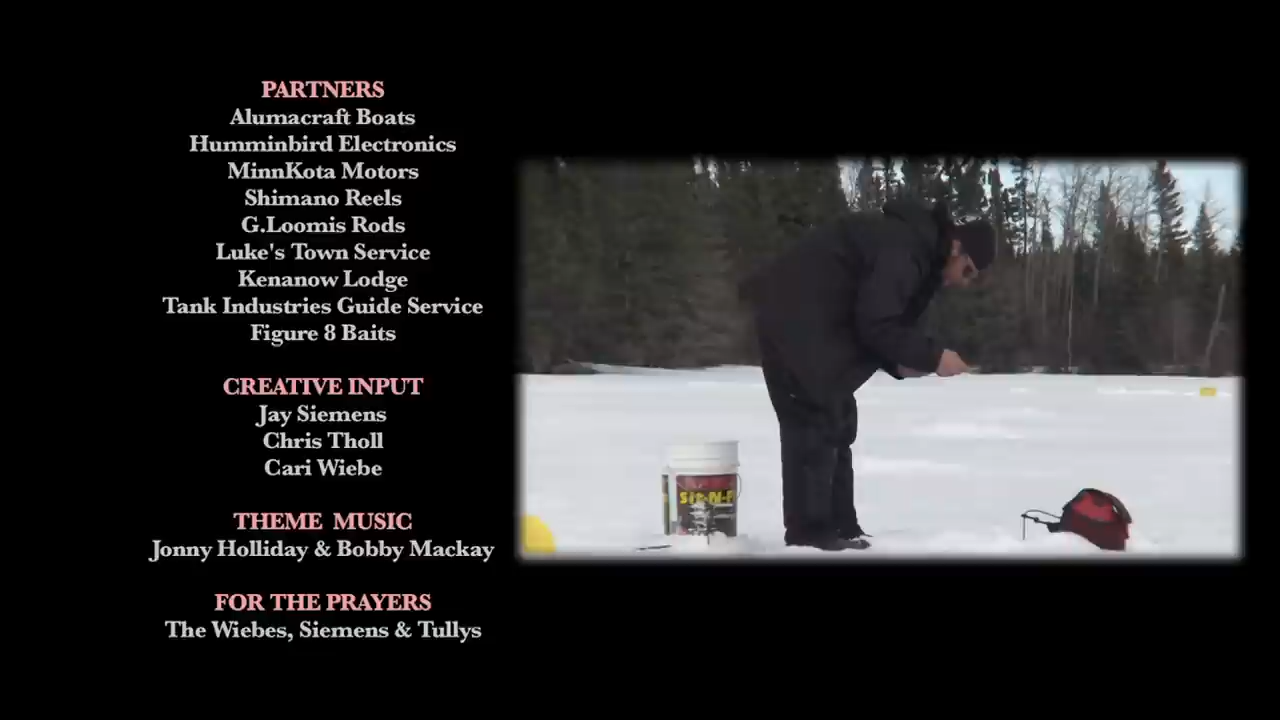 PARTNERS
Alumacraft Boats
Humminbird Electronics
MinnKota Motors
Shimano Reels
G.Loomis Rods
Luke's Town Service
Kenanow Lodge
Tank Industries Guide Service
Figure 8 Baits
CREATIVE INPUT
Jay Siemens
Chris Tholl
Cari Wiebe
THEME MUSIC
Jonny Holliday & Bobby Mackay
FOR THE PRAYERS
The Wiebes, Siemens & Tullys
Sit-N-F